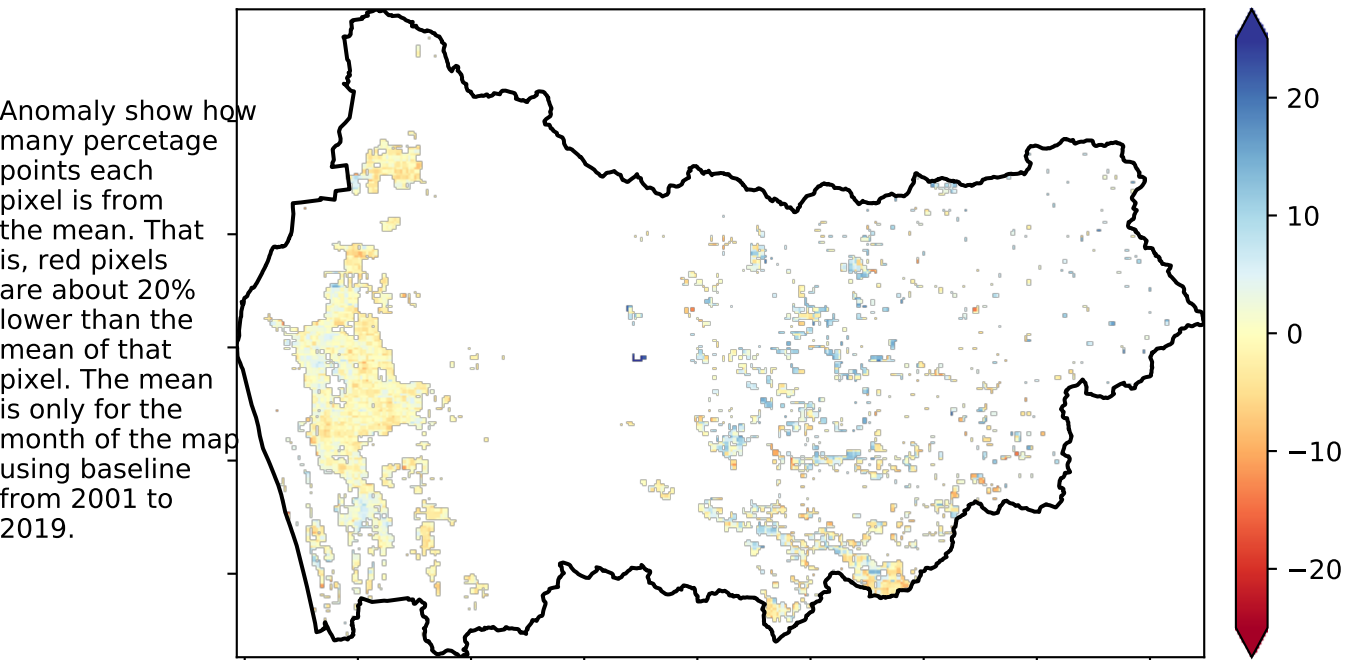 Anomaly show how
many percetage
points each
pixel is from
the mean. That
is, red pixels
are about 20%
lower than the
mean of that
pixel. The mean
is only for the
month of the map
using baseline
from 2001 to
2019.
20
10
0
−10
−20